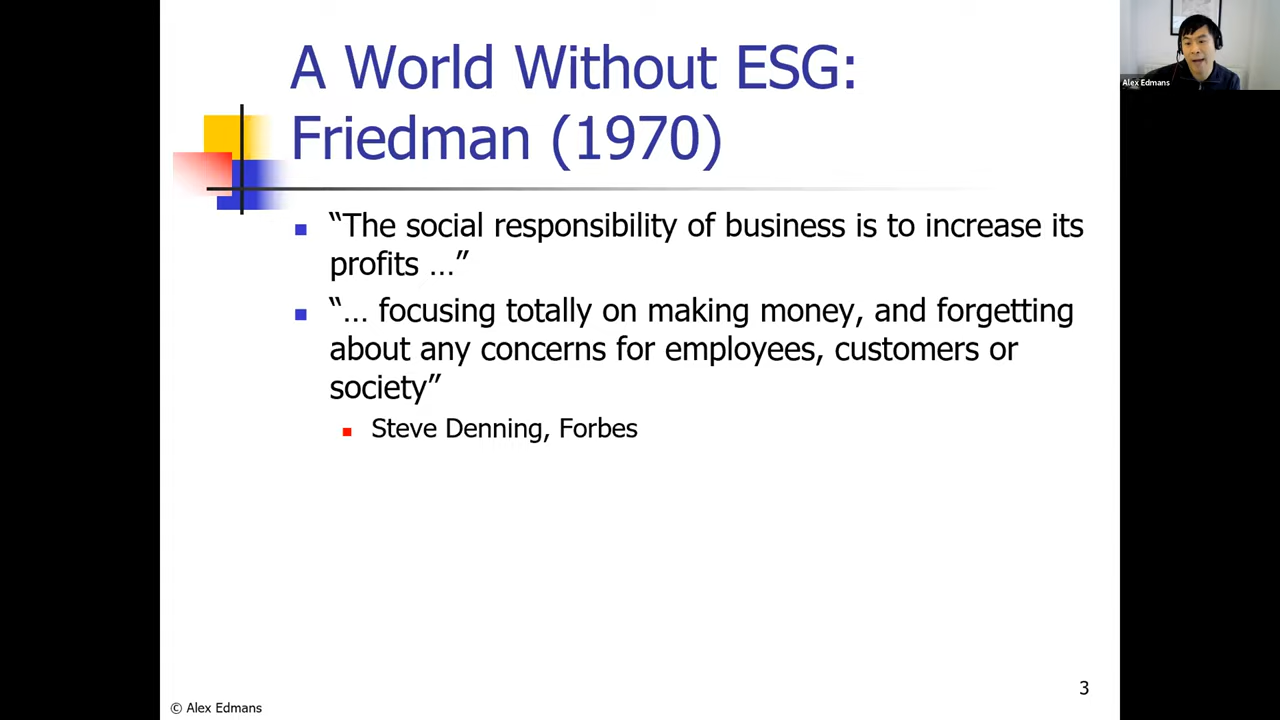 A World Without ESG:
Friedman (1970)
“The social responsibility of business is to increase its
profits …”
“… focusing totally on making money, and forgetting
about any concerns for employees, customers or
society”
Steve Denning, Forbes
3
© Alex Edmans
Alex Edmans